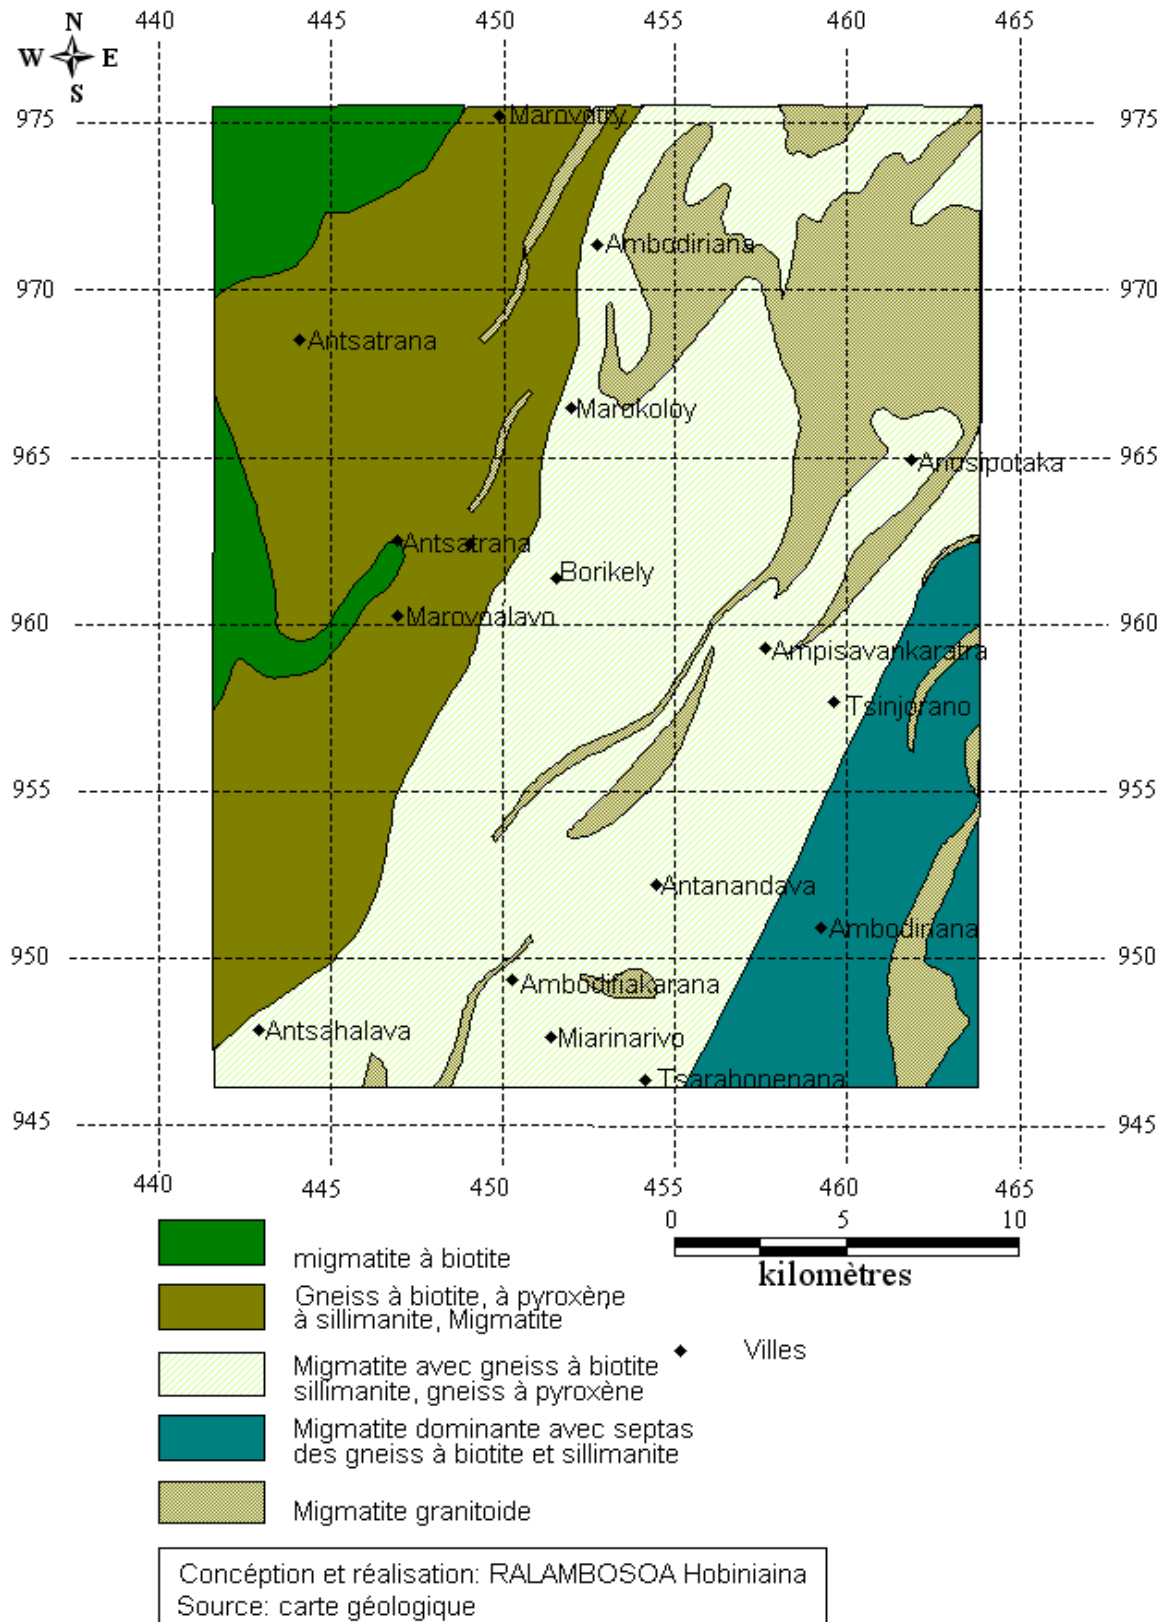 440 445 450 455 460 465
N
W E
S
975 975
Marovotry
Ambodiriana
970 970
Antsatrana
Marokoloy
965 965
Anosipotaka
Antsatraha
Borikely
Marovoalavo
960 960
Ampisavankaratra
Tsinjorano
955 955
Antanandava
Ambodiriana
950 950
Ambodifiakarana
Antsahalava
Miarinarivo
Tsarahonenana
945 945
440 445 450 455 460 465
0 5 10
kilomètres
migmatite à biotite
Gneiss à biotite, à pyroxène
à sillimanite, Migmatite
Migmatite avec gneiss à biotite
sillimanite, gneiss à pyroxène
Villes
Migmatite dominante avec septas
des gneiss à biotite et sillimanite
Migmatite granitoide
Concéption et réalisation: RALAMBOSOA Hobiniaina
Source: carte géologique